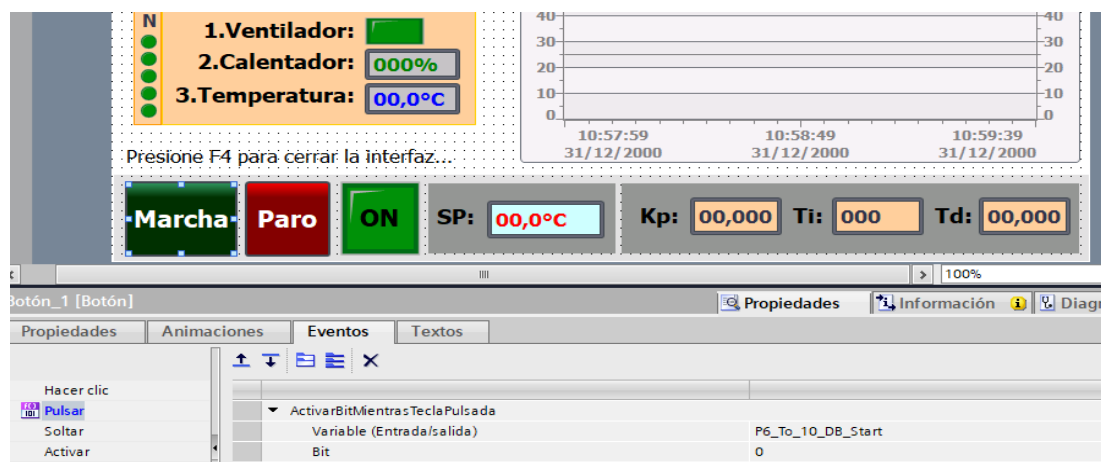 N
1.Ventilador:
2.Calentador: 000%
3.Temperatura: 00,0°C
40 40
30 30
20 20
10 10
0 0
10:57:59 10:58:49 10:59:39
31/12/2000 31/12/2000 31/12/2000
Presione F4 para cerrar la interfaz...
Marcha Paro ON SP: 00,0°C Kp: 00,000 Ti: 000 Td: 00,000
100%
Botón_1 [Botón] Propiedades Información
Propiedades Animaciones Eventos Textos
Hacer clic
Pulsar ActivarBitMientrasTeclaPulsada
Soltar Variable (Entrada/salida) P6_To_10_DB_Start
Activar Bit 0